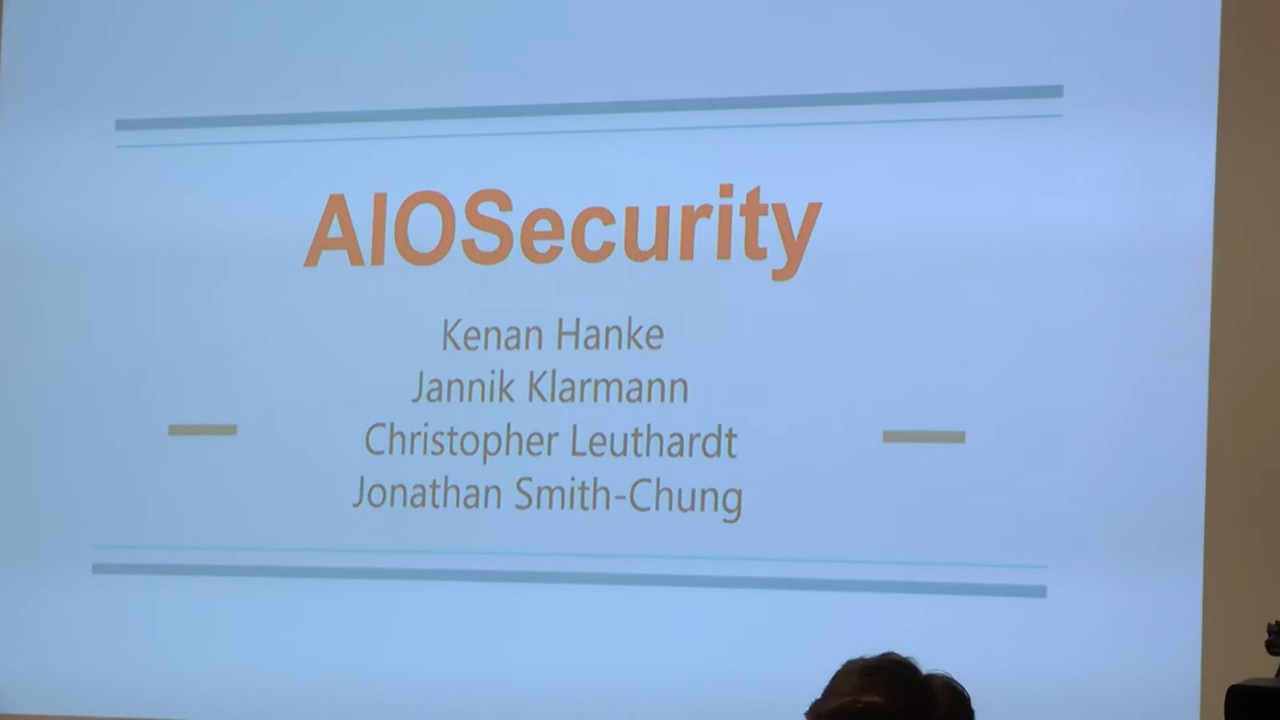 AIOSecurity
Kenan Hanke
Jannik Klarmann
Christopher Leuthardt
Jonathan Smith-Chung